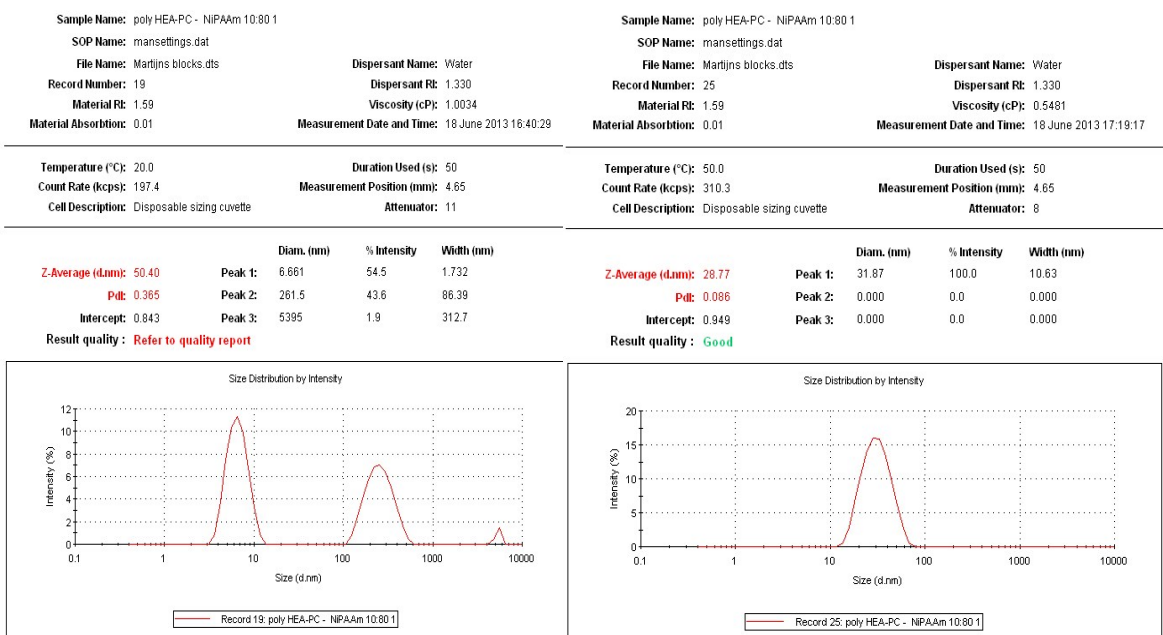 Sample Name: poly HEA-PC - NiPAAm 10:80 1
SOP Name: mansettings.dat
File Name: Martijns blocks.dts Dispersant Name: Water
Record Number: 19 Dispersant RI: 1.330
Material RI: 1.59 Viscosity (cP): 1.0034
Material Absorbtion: 0.01 Measurement Date and Time: 18 June 2013 16:40:29
Temperature (°C): 20.0 Duration Used (s): 50
Count Rate (kcps): 197.4 Measurement Position (mm): 4.65
Cell Description: Disposable sizing cuvette Attenuator: 11
Diam. (nm) % Intensity Width (nm)
Z-Average (d.nm): 50.40 Peak 1: 6.661 54.5 1.732
PdI: 0.365 Peak 2: 261.5 43.6 86.39
Intercept: 0.843 Peak 3: 5395 1.9 312.7
Result quality : Refer to quality report
Size Distribution by Intensity
12
10
8
6
4
2
0
Intensity (%)
0.1 1 10 100 1000 10000
Size (d.nm)
Record 19: poly HEA-PC - NiPAAm 10:80 1
Sample Name: poly HEA-PC - NiPAAm 10:80 1
SOP Name: mansettings.dat
File Name: Martijns blocks.dts Dispersant Name: Water
Record Number: 25 Dispersant RI: 1.330
Material RI: 1.59 Viscosity (cP): 0.5481
Material Absorbtion: 0.01 Measurement Date and Time: 18 June 2013 17:19:17
Temperature (°C): 50.0 Duration Used (s): 50
Count Rate (kcps): 310.3 Measurement Position (mm): 4.65
Cell Description: Disposable sizing cuvette Attenuator: 8
Diam. (nm) % Intensity Width (nm)
Z-Average (d.nm): 28.77 Peak 1: 31.87 100.0 10.63
PdI: 0.086 Peak 2: 0.000 0.0 0.000
Intercept: 0.949 Peak 3: 0.000 0.0 0.000
Result quality : Good
Size Distribution by Intensity
20
15
10
5
0
Intensity (%)
0.1 1 10 100 1000 10000
Size (d.nm)
Record 25: poly HEA-PC - NiPAAm 10:80 1